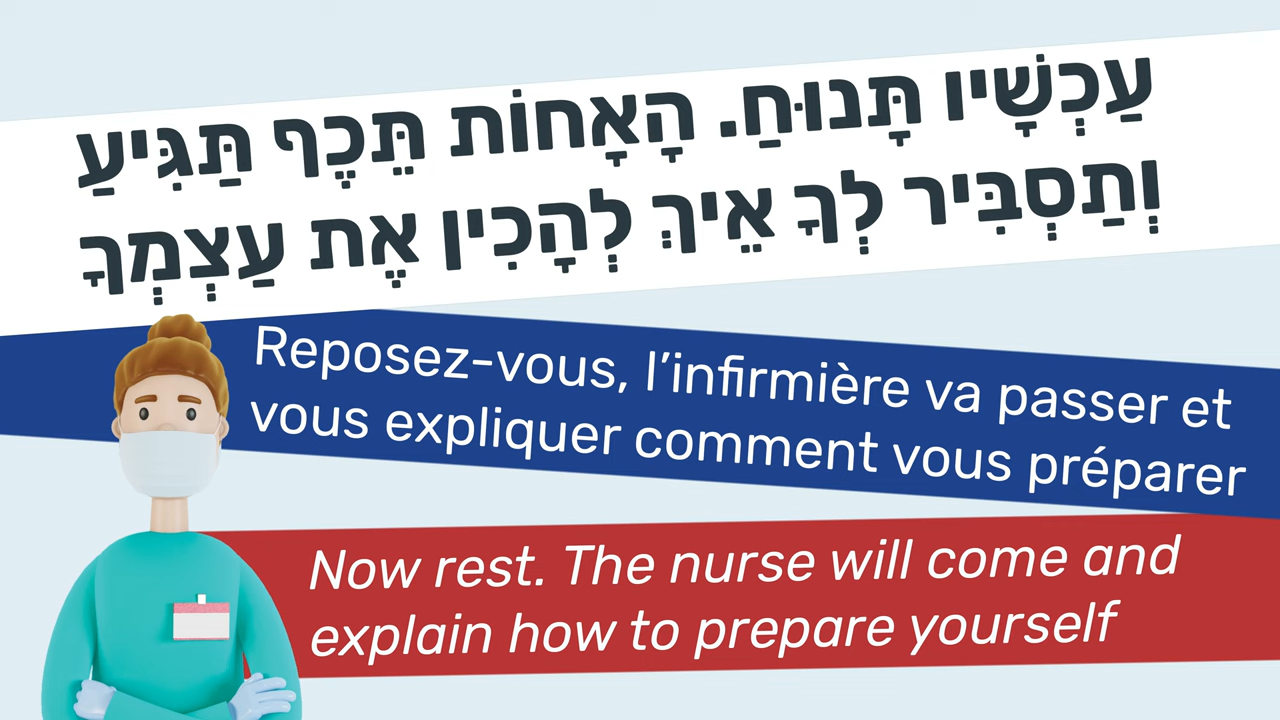 עַכְשָׁיו תָּנוּחַ. הָאָחוֹת תֵּכֶף תַּגִּיעַ
וְתַסְבִּיר לְךָ אֵיךְ לְהָכִין אֶת עַצְמְךָ
Reposez-vous, l’infirmière va passer et
vous expliquer comment vous préparer
Now rest. The nurse will come and
explain how to prepare yourself